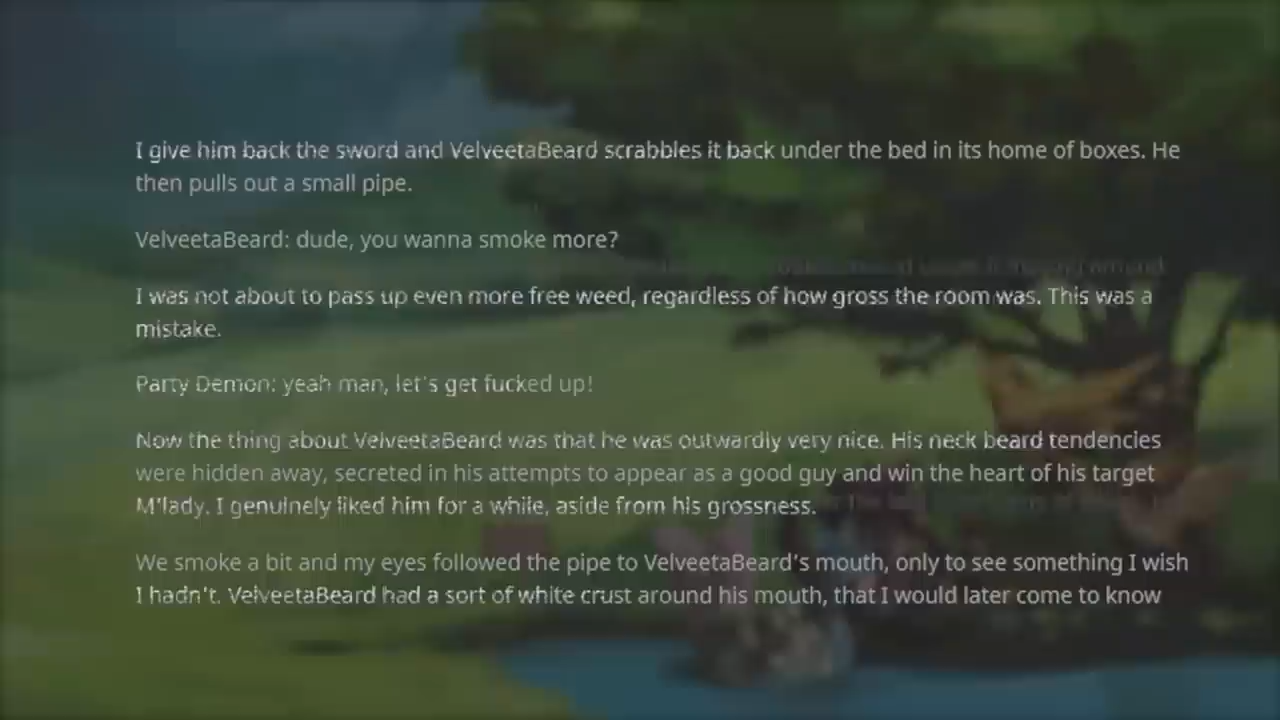 I give him back the sword and VelveetaBeard scrabbles it back under the bed in its home of boxes. He
then pulls out a small pipe.
VelveetaBeard: dude, you wanna smoke more?
I was not about to pass up even more free weed, regardless of how gross the room was. This was a
mistake.
Party Demon: yeah man, let's get fucked up!
Now the thing about VelveetaBeard was that he was outwardly very nice. His neck beard tendencies
were hidden away, secreted in his attempts to appear as a good guy and win the heart of his target
M'lady. I genuinely liked him for a while, aside from his grossness.
We smoke a bit and my eyes followed the pipe to VelveetaBeard's mouth, only to see something I wish
I hadn't. VelveetaBeard had a sort of white crust around his mouth, that I would later come to know